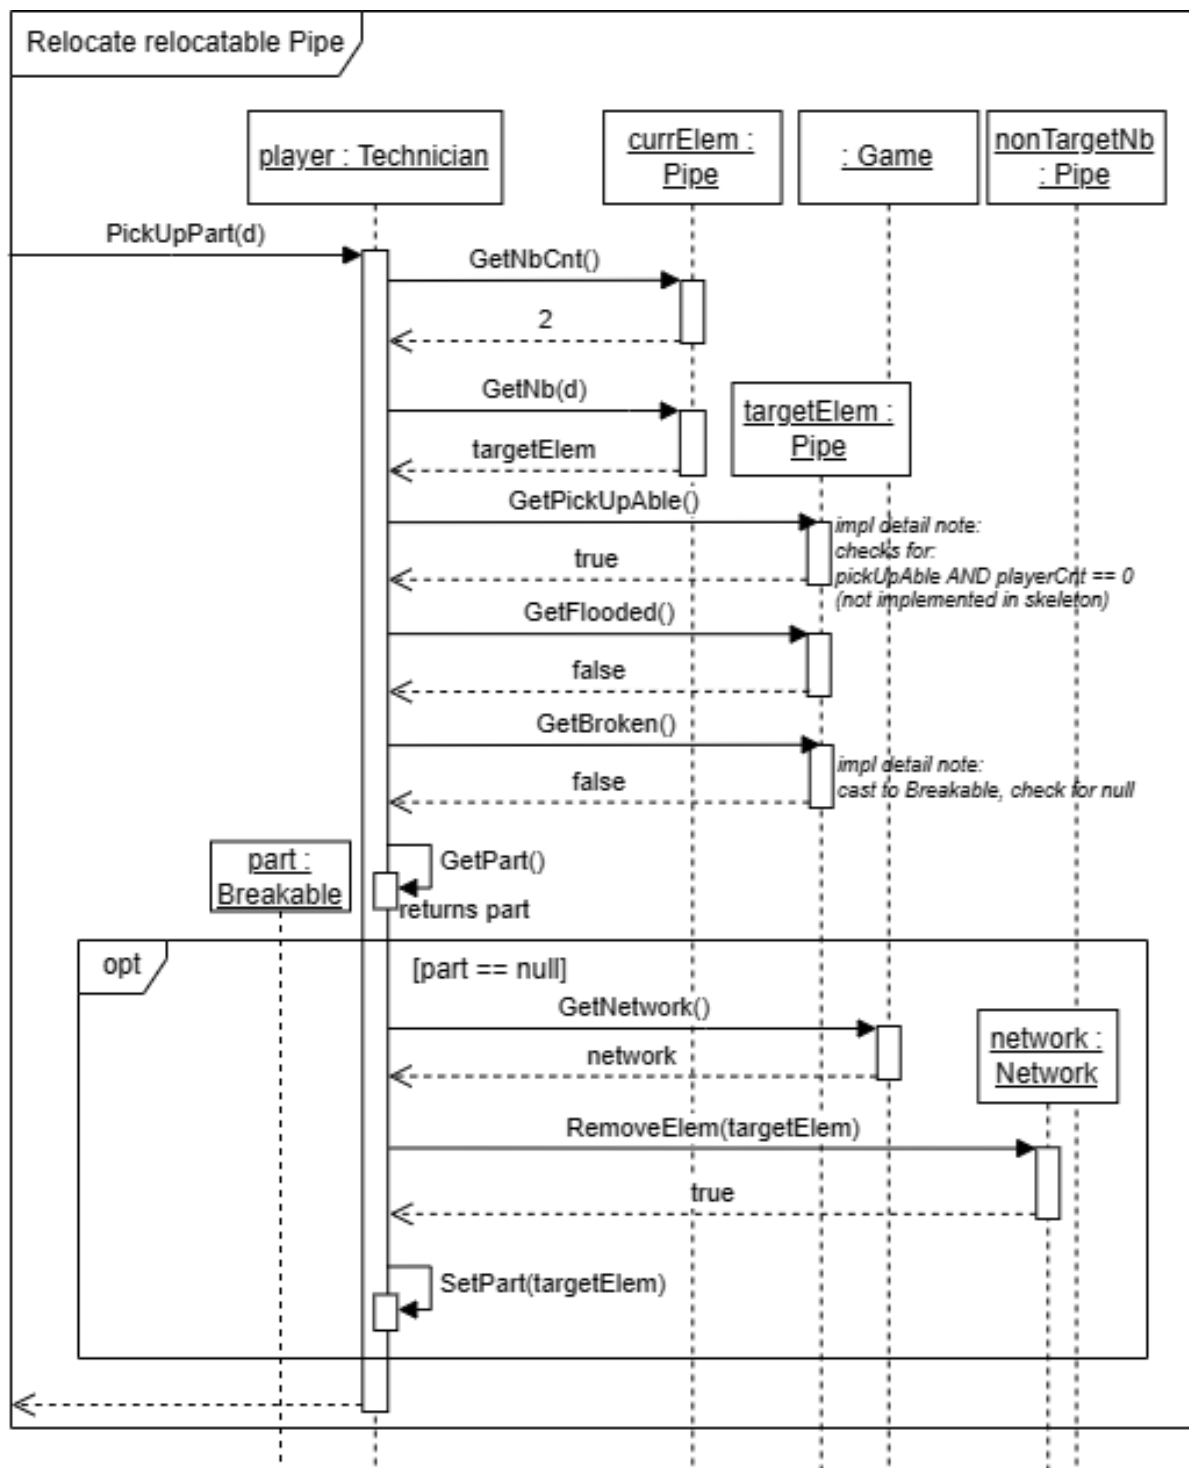 Relocate relocatable Pipe
player : Technician
currElem :
Pipe
: Game
nonTargetNb
: Pipe
PickUpPart(d)
GetNbCnt()
2
GetNb(d)
targetElem :
Pipe
targetElem
GetPickUpAble()
impl detail note:
checks for:
pickUpAble AND playerCnt == 0
(not implemented in skeleton)
true
GetFlooded()
false
GetBroken()
impl detail note:
cast to Breakable, check for null
false
part :
Breakable
GetPart()
returns part
opt
[part == null]
GetNetwork()
network :
Network
network
RemoveElem(targetElem)
true
SetPart(targetElem)